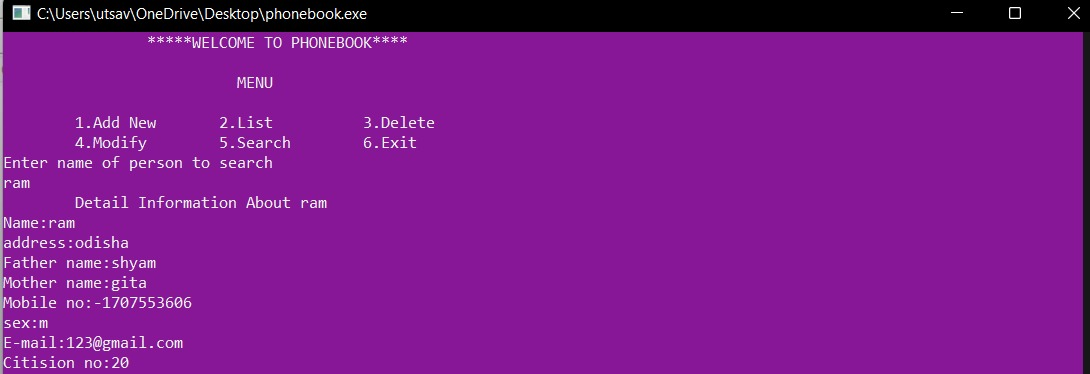 C:\Users\utsav\OneDrive\Desktop\phonebook.exe
*****WELCOME TO PHONEBOOK****
MENU
1.Add New 2.List 3.Delete
4.Modify 5.Search 6.Exit
Enter name of person to search
ram
Detail Information About ram
Name:ram
address:odisha
Father name:shyam
Mother name:gita
Mobile no:-1707553606
sex:m
E-mail:123@gmail.com
Citision no:20